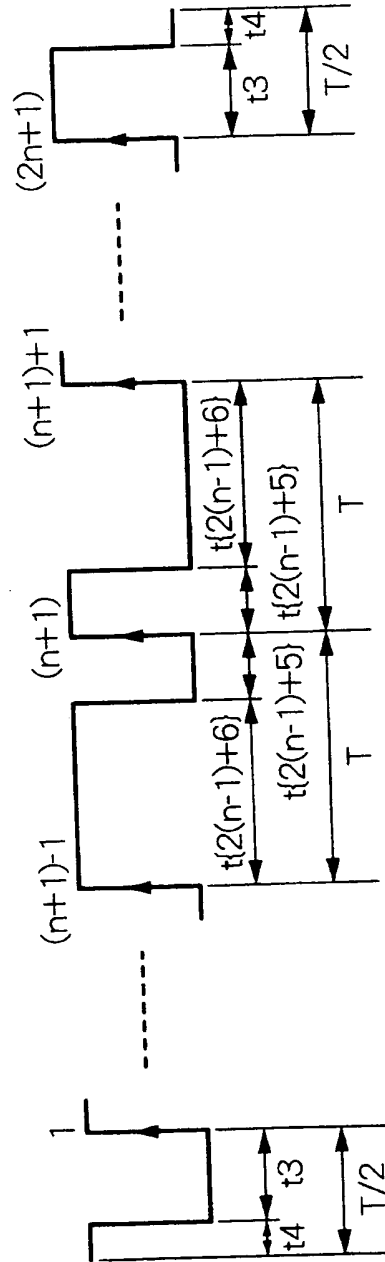 1
(n+1)-1
(n+1)
(n+1)+1
(2n+1)
t4
t3
T/2
t{2(n-1)+6}
t{2(n-1)+5}
T
t{2(n-1)+5}
t{2(n-1)+6}
T
t3
t4
T/2